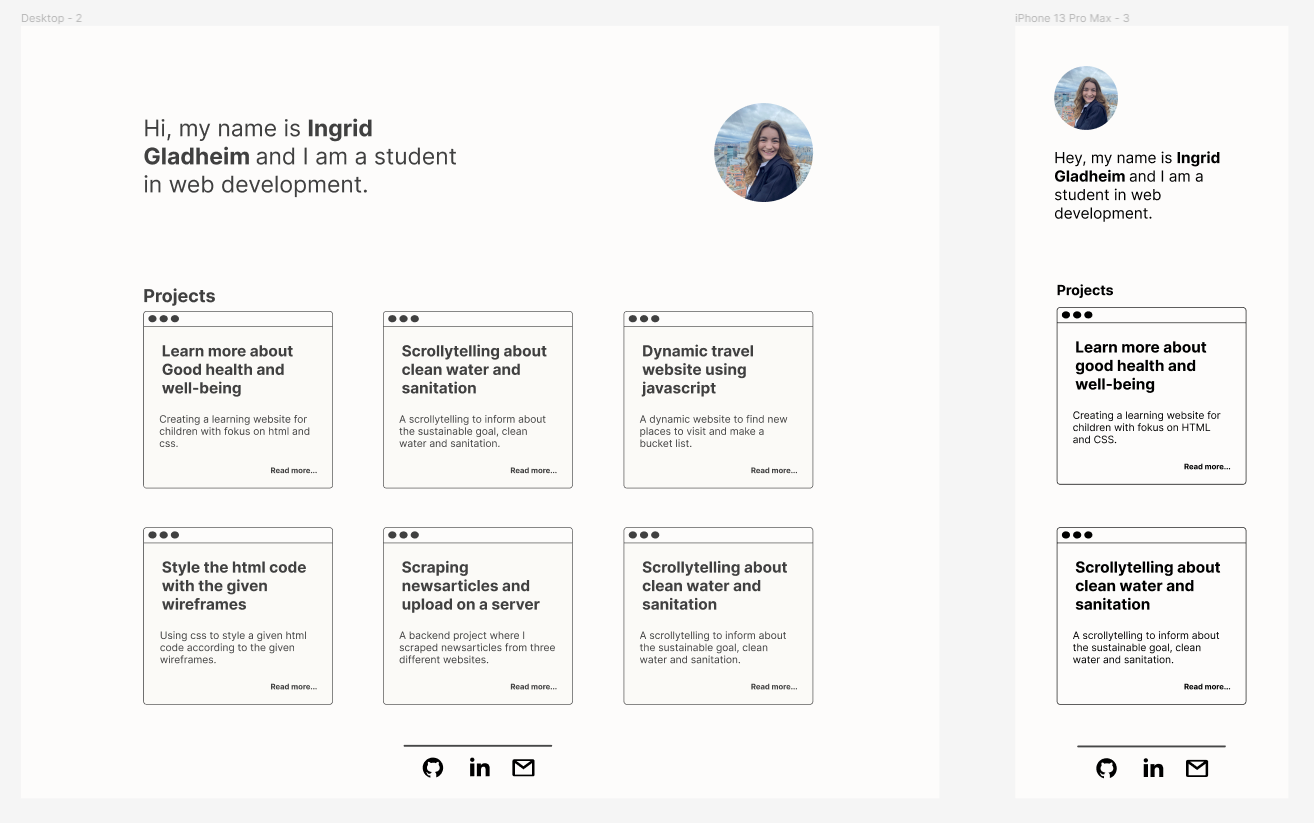 Desktop - 2
Hi, my name is Ingrid
Gladheim and I am a student
in web development.
Projects
Learn more about
Good health and
well-being
Creating a learning website for
children with fokus on html and
css.
Read more...
Scrollytelling about
clean water and
sanitation
A scrollytelling to inform about
the sustainable goal, clean
water and sanitation.
Read more...
Dynamic travel
website using
javascript
A dynamic website to find new
places to visit and make a
bucket list.
Read more...
Style the html code
with the given
wireframes
Using css to style a given html
code according to the given
wireframes.
Read more...
Scraping
newsarticles and
upload on a server
A backend project where I
scraped newsarticles from three
different websites.
Read more...
Scrollytelling about
clean water and
sanitation
A scrollytelling to inform about
the sustainable goal, clean
water and sanitation.
Read more...
in
iPhone 13 Pro Max - 3
Hey, my name is Ingrid
Gladheim and I am a
student in web
development.
Projects
Learn more about
good health and
well-being
Creating a learning website for
children with fokus on HTML
and CSS.
Read more...
Scrollytelling about
clean water and
sanitation
A scrollytelling to inform about
the sustainable goal, clean
water and sanitation.
Read more...
in